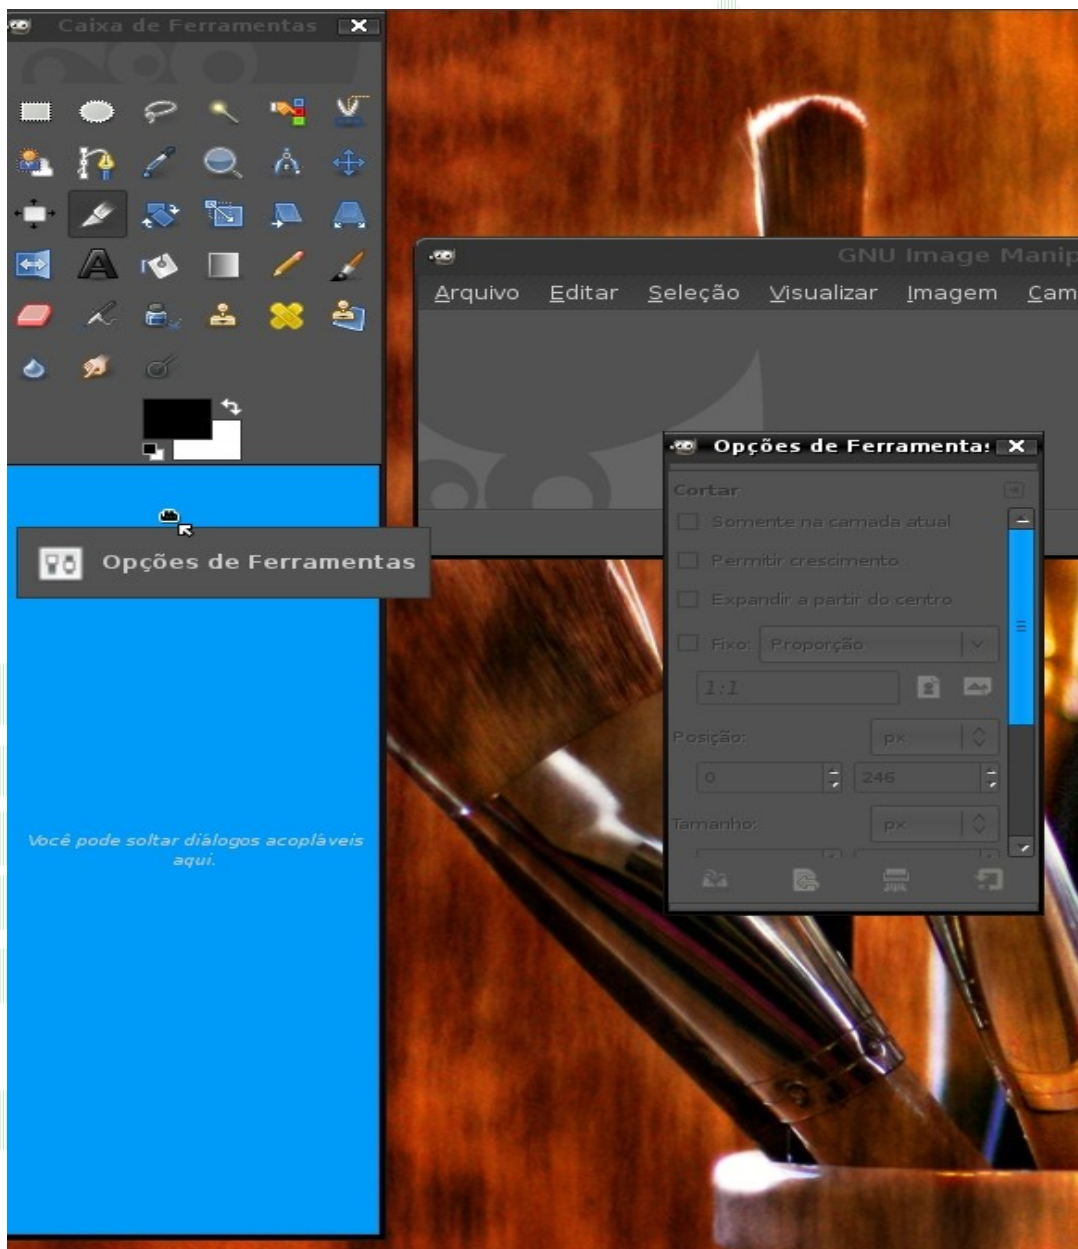 Caixa de Ferramentas
GNU Image Manip
Arquivo Editar Seleção Visualizar Imagem Cam
Opções de Ferramentas
Cortar
Somente na camada atual
Permitir crescimento
Expandir a partir do centro
Fixo: Proporção
1:1
Posição: px
0 246
Tamanho: px
Opções de Ferramentas
Você pode soltar diálogos acopláveis
aqui.